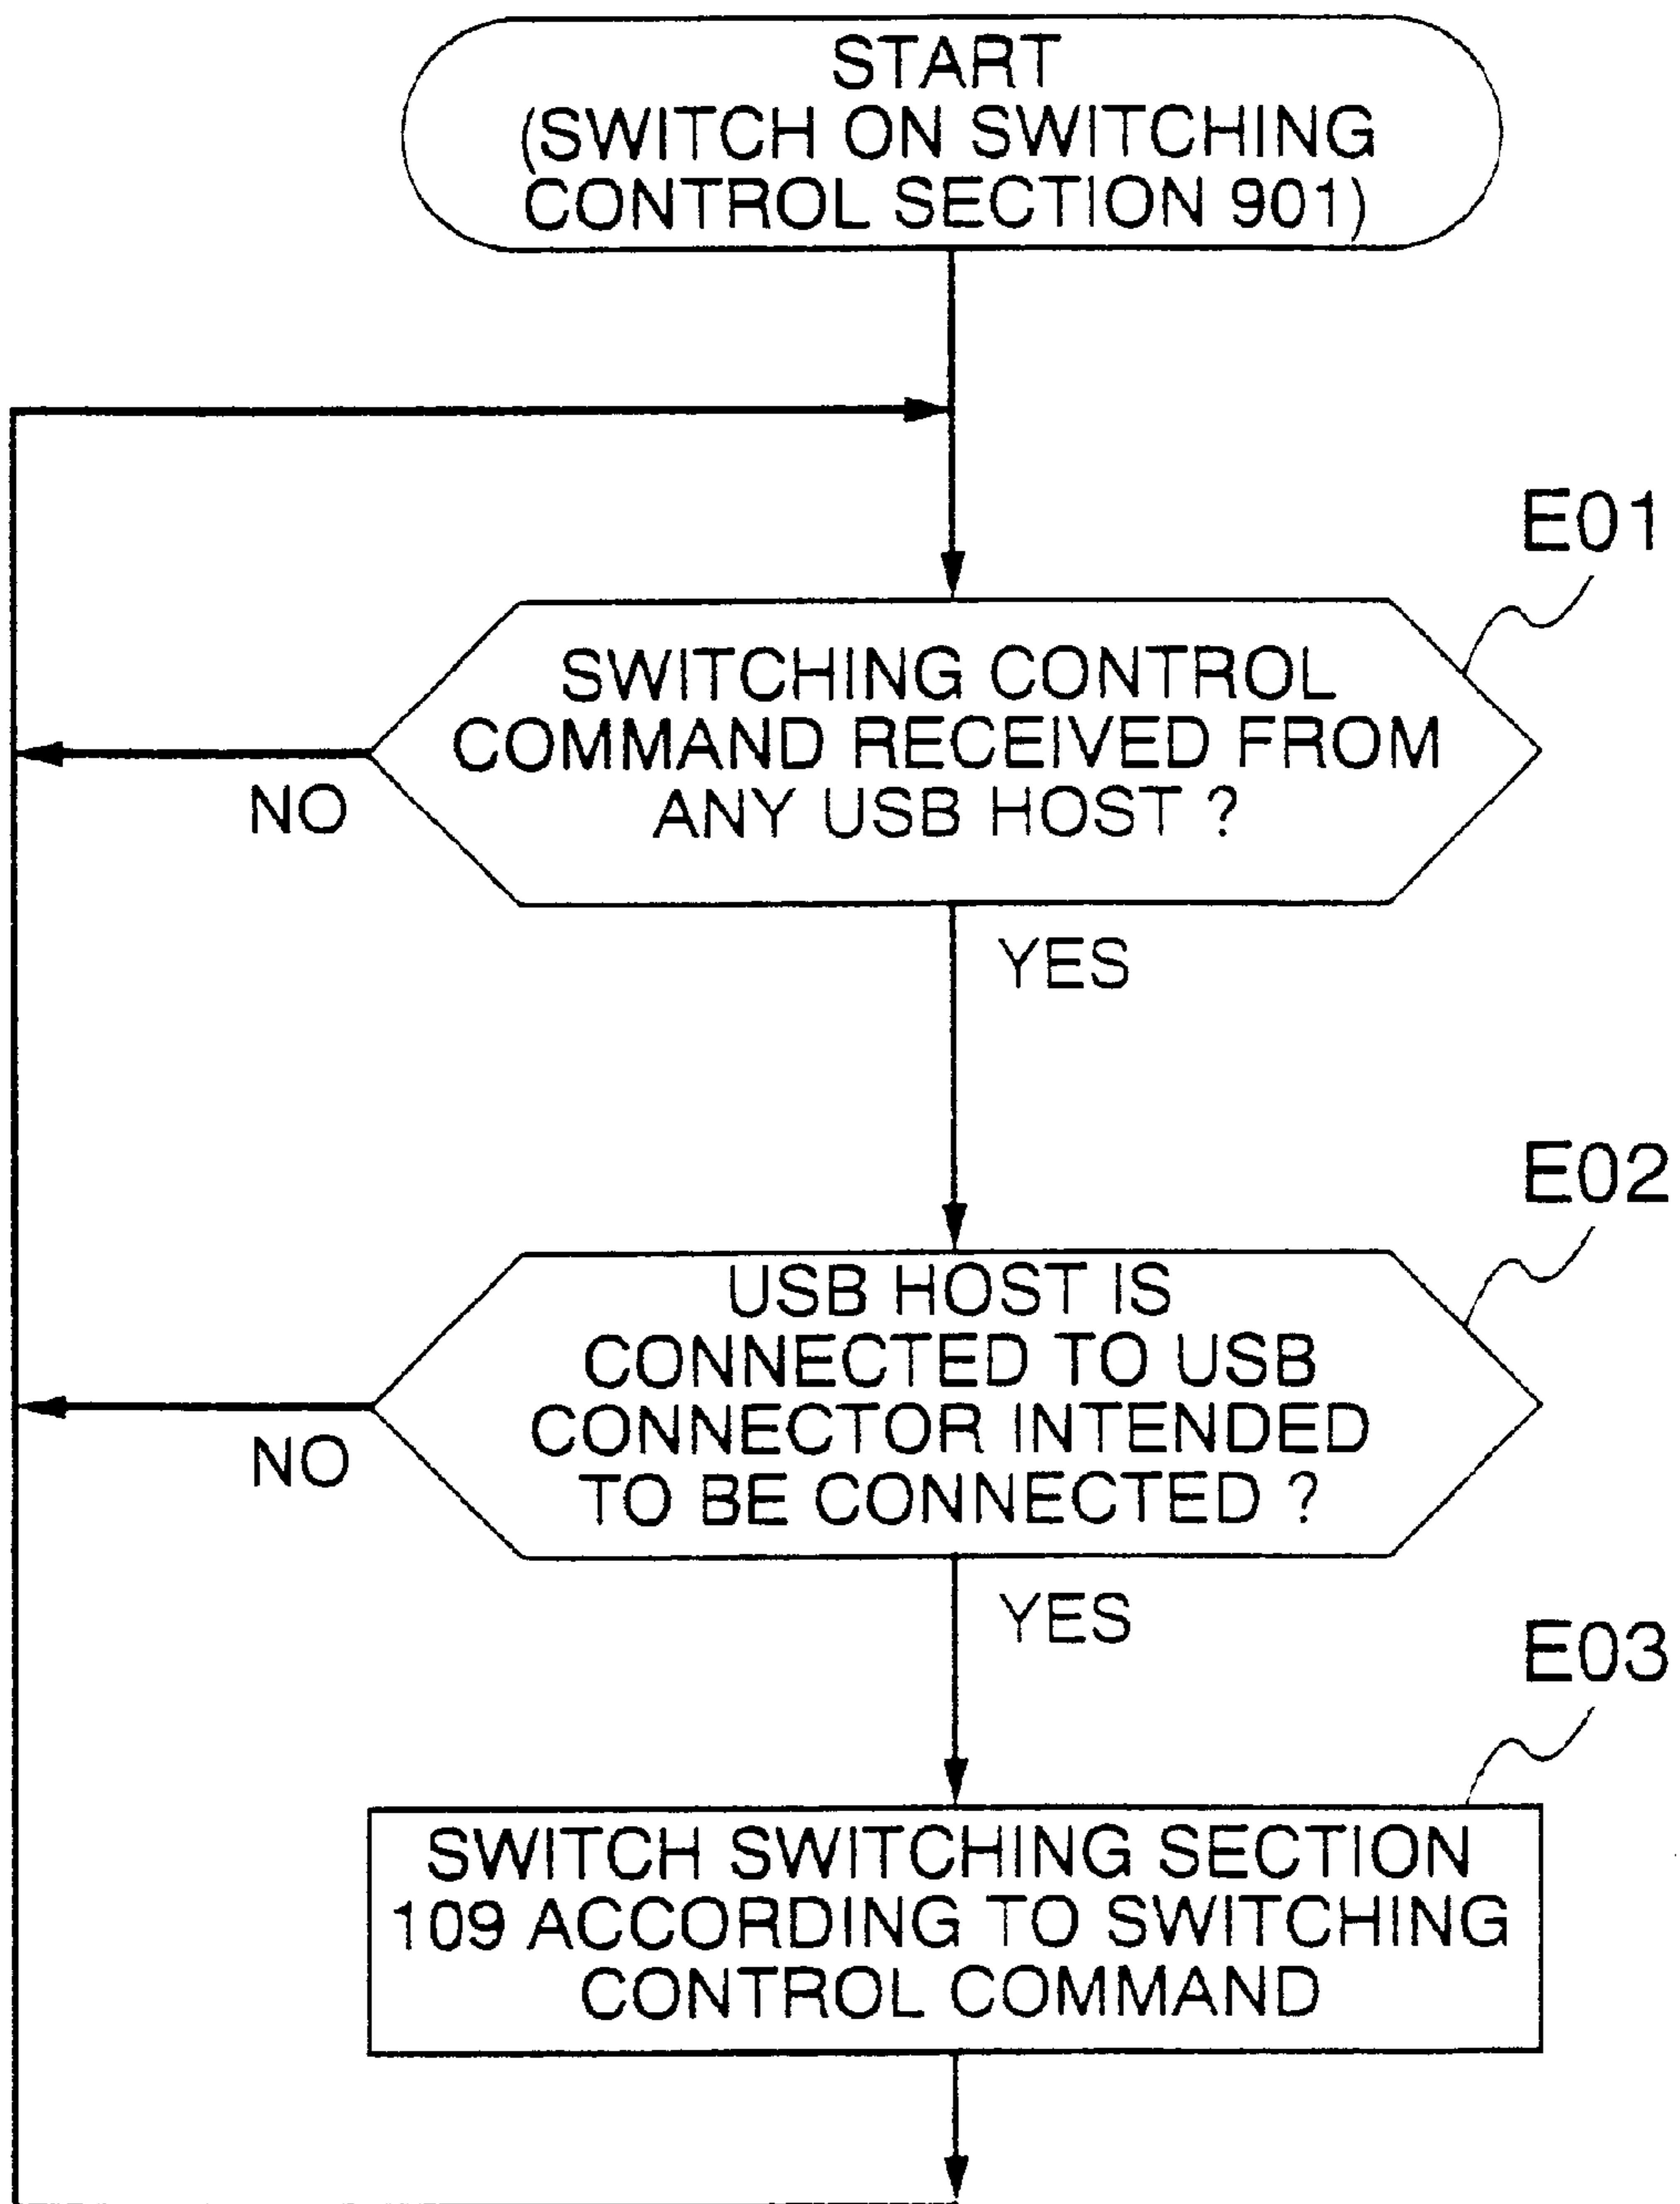 START
(SWITCH ON SWITCHING
CONTROL SECTION 901)
E01
SWITCHING CONTROL
COMMAND RECEIVED FROM
ANY USB HOST ?
NO
YES
E02
USB HOST IS
CONNECTED TO USB
CONNECTOR INTENDED
TO BE CONNECTED ?
NO
YES
E03
SWITCH SWITCHING SECTION
109 ACCORDING TO SWITCHING
CONTROL COMMAND